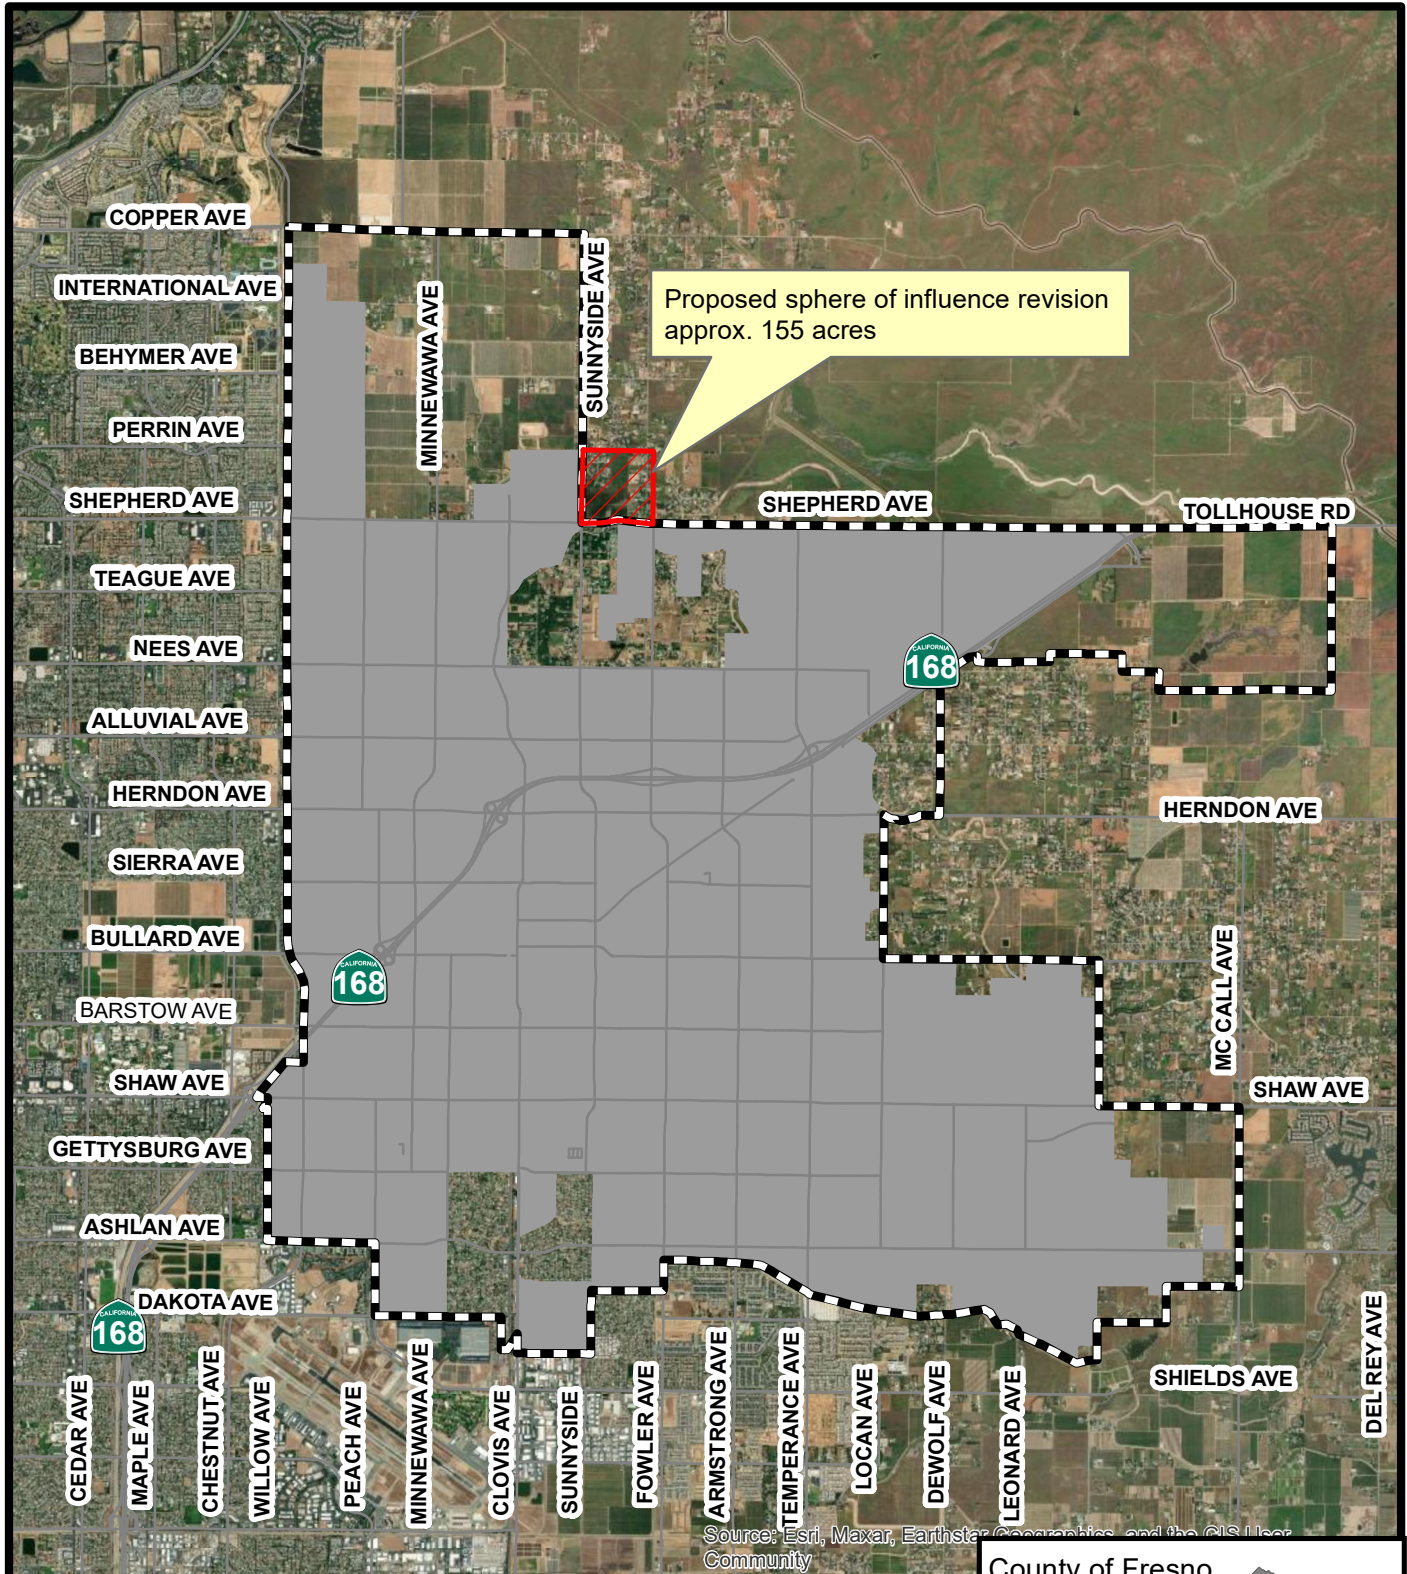 COPPER AVE
INTERNATIONAL AVE
MINNEWAWA AVE
SUNNYSIDE AVE
Proposed sphere of influence revision
approx. 155 acres
BEHYMER AVE
PERRIN AVE
SHEPHERD AVE
SHEPHERD AVE
TOLLHOUSE RD
TEAGUE AVE
NEES AVE
CALIFORNIA
168
ALLUVIAL AVE
HERNDON AVE
HERNDON AVE
SIERRA AVE
BULLARD AVE
CALIFORNIA
168
MC CALL AVE
BARSTOW AVE
SHAW AVE
SHAW AVE
GETTYSBURG AVE
ASHLAN AVE
DAKOTA AVE
CALIFORNIA
168
SHIELDS AVE
DEL REY AVE
CEDAR AVE
MAPLE AVE
CHESTNUT AVE
WILLOW AVE
PEACH AVE
MINNEWAWA AVE
CLOVIS AVE
SUNNYSIDE
FOWLER AVE
ARMSTRONG AVE
TEMPERANCE AVE
LOCAN AVE
DEWOLF AVE
LEONARD AVE
Source: Esri, Maxar, Earthstar Geographics, and the GIS User
Community
County of Fresno